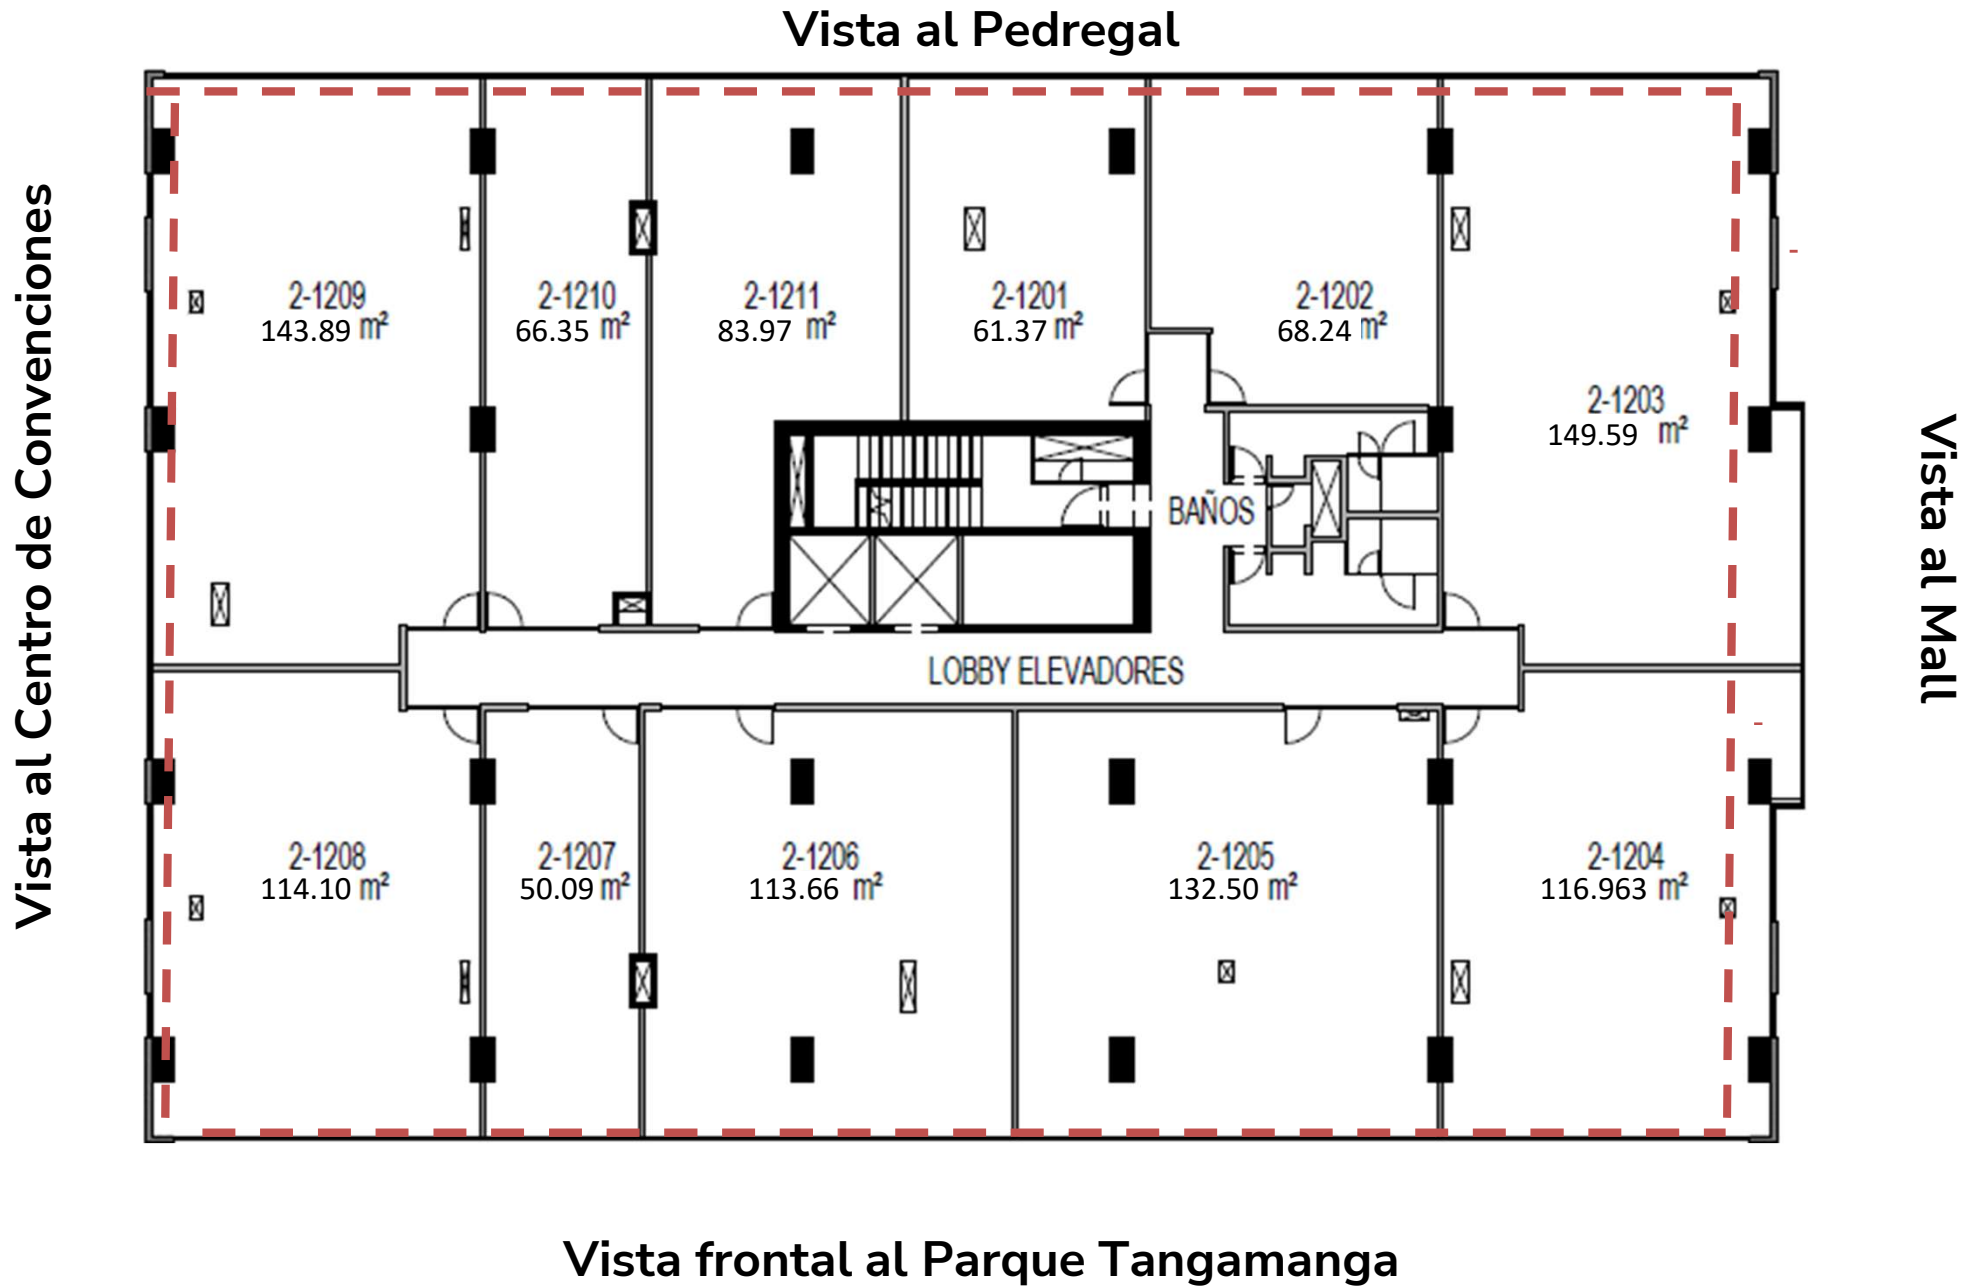 Vista al Pedregal
Vista al Centro de Convenciones
2-1209
143.89 m²
2-1210
66.35 m²
2-1211
83.97 m²
2-1201
61.37 m²
2-1202
68.24 m²
2-1203
149.59 m²
Vista al Mall
BAÑOS
LOBBY ELEVADORES
2-1208
114.10 m²
2-1207
50.09 m²
2-1206
113.66 m²
2-1205
132.50 m²
2-1204
116.963 m²
Vista frontal al Parque Tangamanga